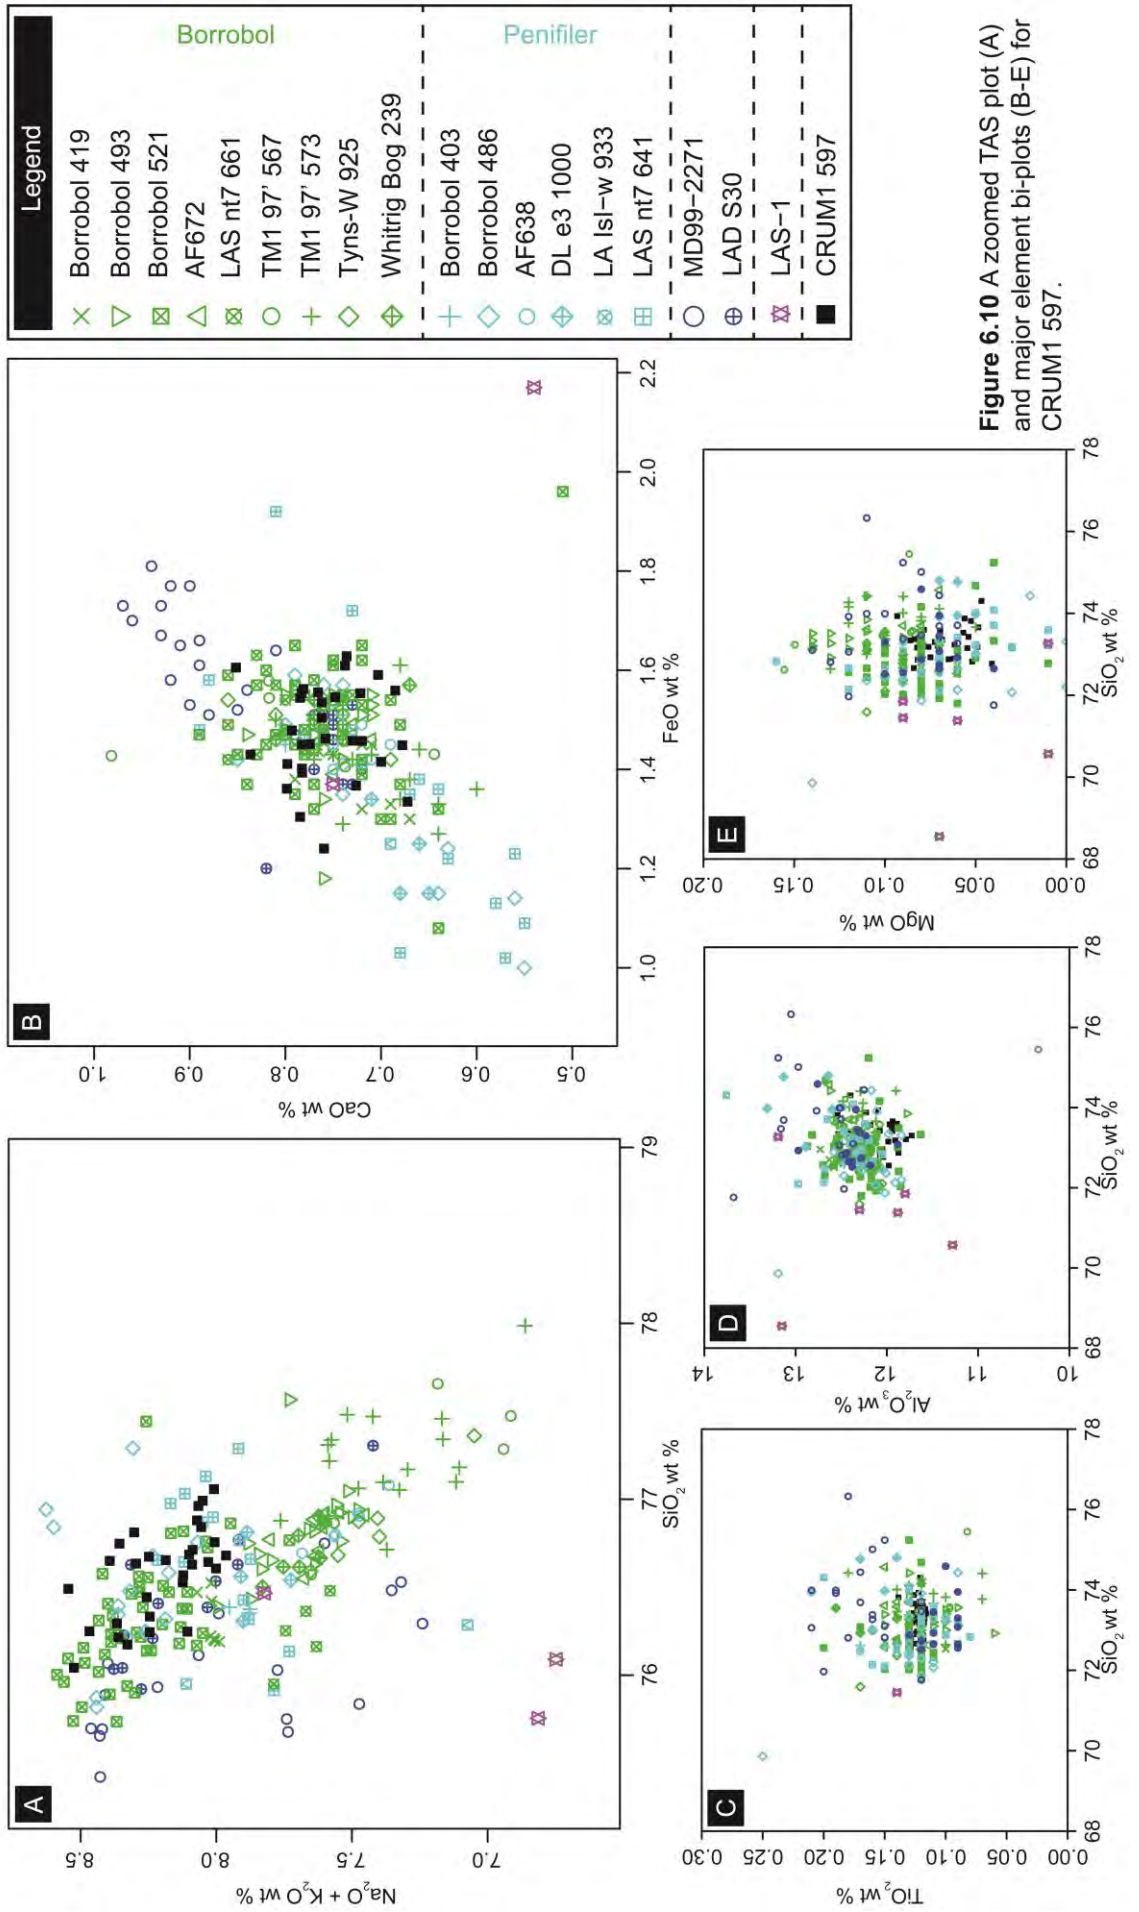 Legend
Borrobol
Borrobol 419
Borrobol 493
Borrobol 521
AF672
LAS nt7 661
TM1 97' 567
TM1 97' 573
Tyns-W 925
Whitrig Bog 239
Penifiler
Borrobol 403
Borrobol 486
AF638
DL e3 1000
LA lsl-w 933
LAS nt7 641
MD99-2271
LAD S30
LAS-1
CRUM1 597
A
8.5
8.0
7.5
7.0
Na₂O + K₂O wt %
76
77
78
79
SiO₂ wt %
B
1.0
0.9
0.8
0.7
0.6
0.5
CaO wt %
1.0
1.2
1.4
1.6
1.8
2.0
2.2
FeO wt %
C
0.30
0.25
0.20
0.15
0.10
0.05
0.00
TiO₂ wt %
68
70
72
74
76
78
SiO₂ wt %
D
14
13
12
11
10
Al₂O₃ wt %
68
70
72
74
76
78
SiO₂ wt %
E
0.20
0.15
0.10
0.05
0.00
MgO wt %
68
70
72
74
76
78
SiO₂ wt %
Figure 6.10 A zoomed TAS plot (A)
and major element bi-plots (B-E) for
CRUM1 597.